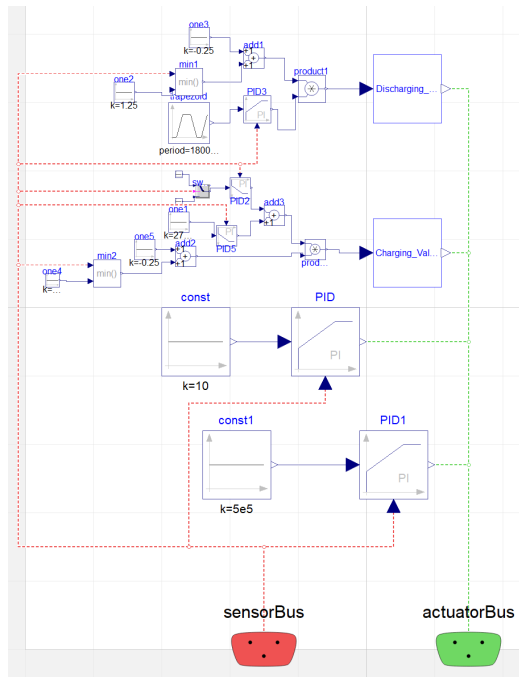 one3
k=-0.25
add1
+1
+1
min1
min()
one2
k=1.25
product1
Discharging_...
trapezoid
PID3
PI
period=1800...
sw
PI
PID2
one1
k=27
add3
+1
PI
PID5
one5
k=-0.25
add2
+1
+1
min2
min()
one4
k=...
prod...
Charging_Val...
const
k=10
PID
PI
const1
k=5e5
PID1
PI
sensorBus
actuatorBus